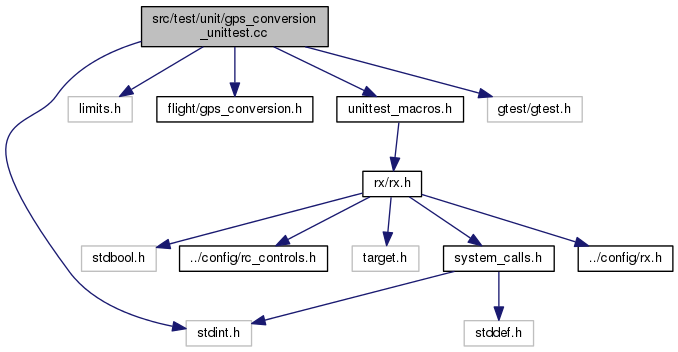 src/test/unit/gps_conversion
_unittest.cc
limits.h
flight/gps_conversion.h
unittest_macros.h
gtest/gtest.h
rx/rx.h
stdbool.h
../config/rc_controls.h
target.h
system_calls.h
../config/rx.h
stdint.h
stddef.h